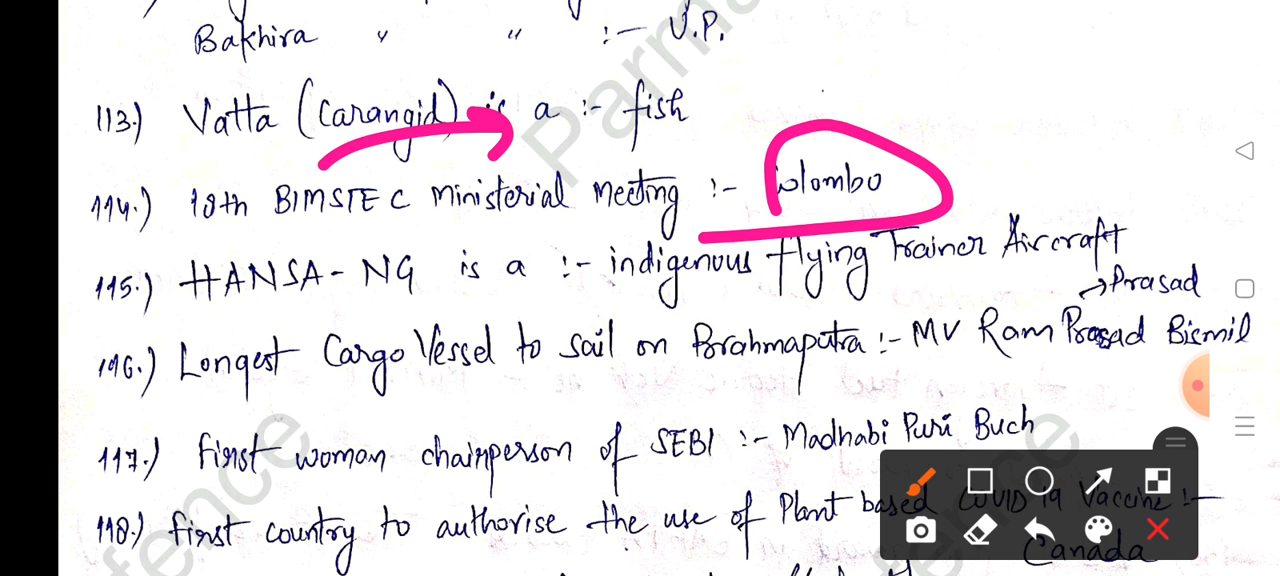 Bakhira " " :- U.P.
113.) Vatta (Carangid) is a :- fish
114.) 18th BIMSTEC Ministerial Meeting :- Colombo
115.) HANSA-NG is a :- indigenous flying Trainer Aircraft
→Prasad
116.) Longest Cargo Vessel to sail on Brahmaputra :- MV Ram Prasad Bismil
117.) first woman chairperson of SEBI :- Madhabi Puri Buch
118.) first country to authorise the use of Plant based COVID 19 Vaccine :-
Canada